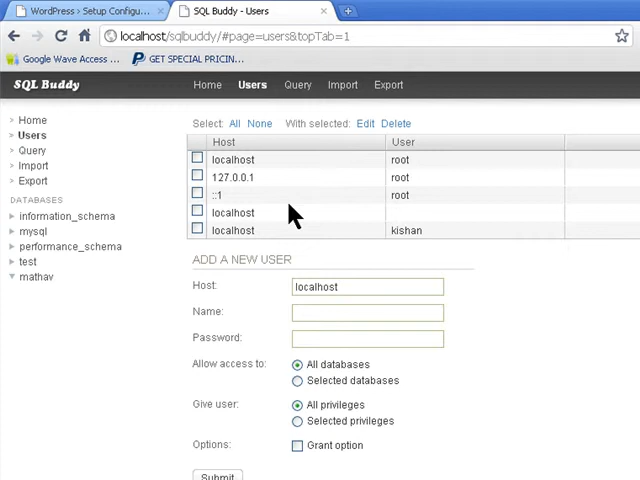 WordPress › Setup Configur...
SQL Buddy - Users
localhost/sqlbuddy/#page=users&topTab=1
Google Wave Access ...
GET SPECIAL PRICIN...
SQL Buddy
Home Users Query Import Export
Home
Users
Query
Import
Export
DATABASES
information_schema
mysql
performance_schema
test
mathav
Select: All None With selected: Edit Delete
Host User
localhost root
127.0.0.1 root
::1 root
localhost
localhost kishan
ADD A NEW USER
Host: localhost
Name:
Password:
Allow access to: All databases
Selected databases
Give user: All privileges
Selected privileges
Options: Grant option
Submit